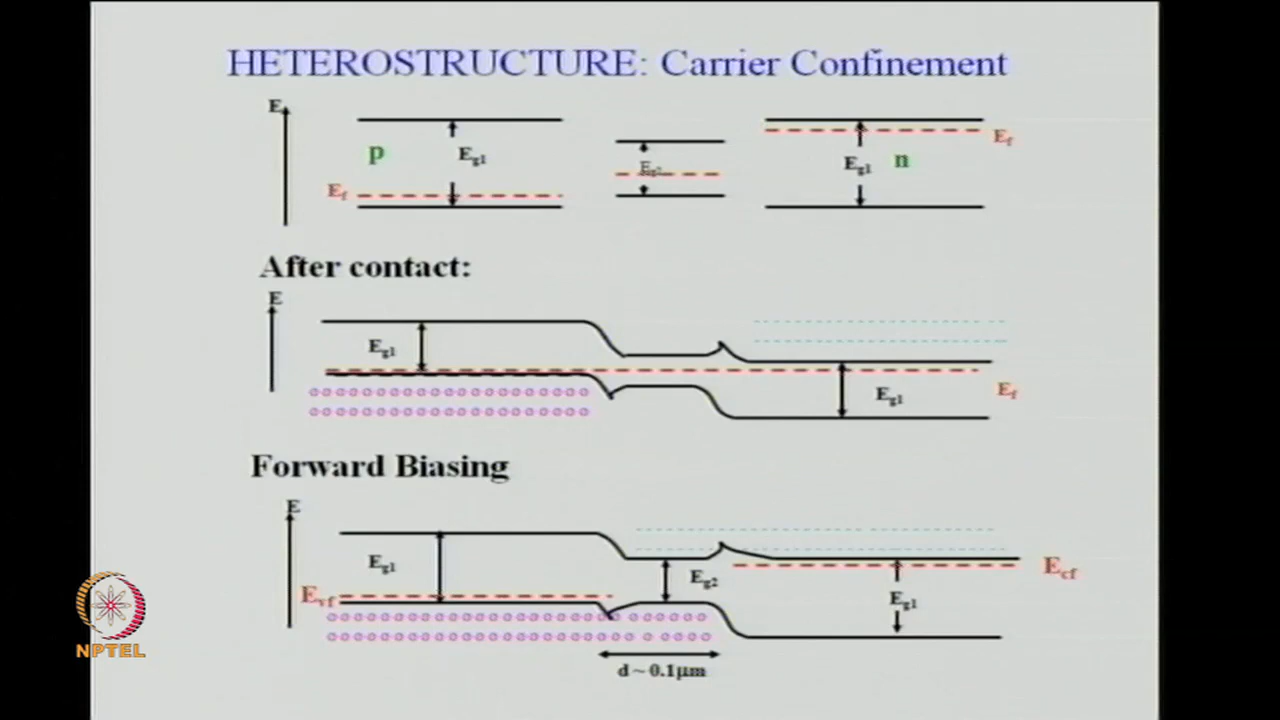 HETEROSTRUCTURE: Carrier Confinement
E
p
Eg1
Ef
Eg2
Eg1
n
Ef
After contact:
E
Eg1
Eg1
Ef
Forward Biasing
E
Eg1
Evf
Eg2
Ecf
Eg1
d ~ 0.1μm
NPTEL